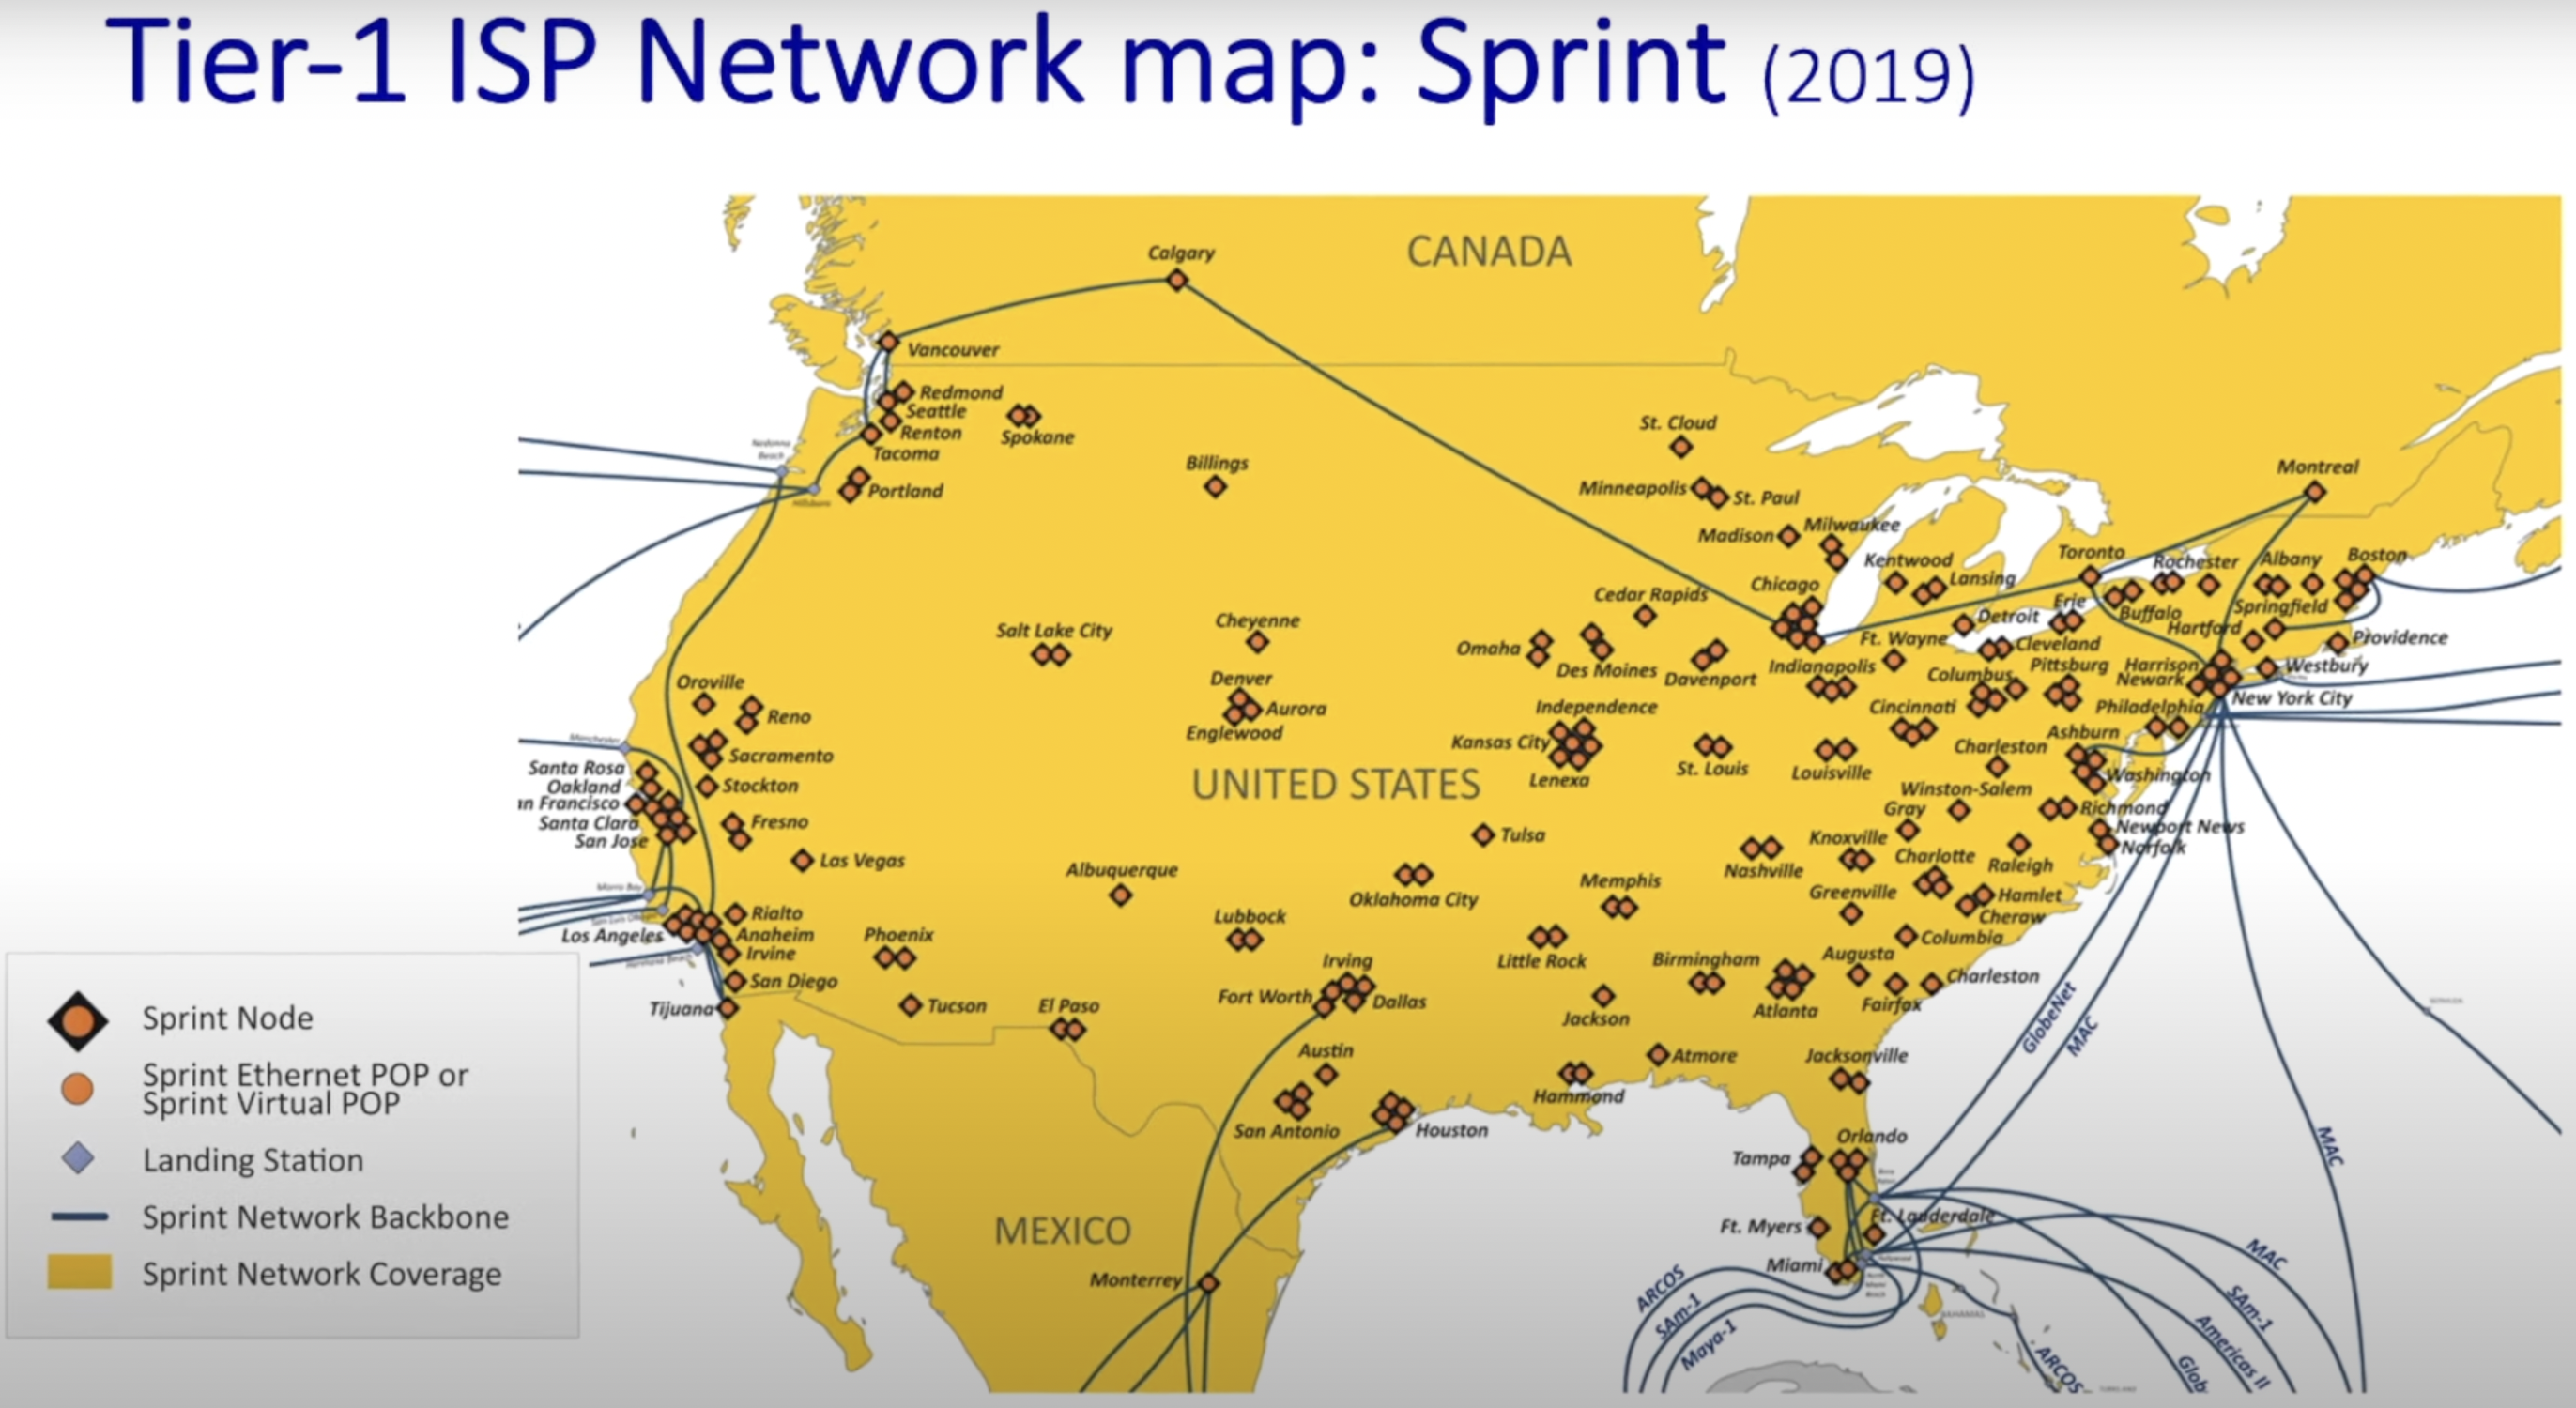 Tier-1 ISP Network map: Sprint (2019)
CANADA
Calgary
Vancouver
Redmond
Seattle
Renton
Tacoma
Spokane
Portland
Nedonna
Beach
Hillsboro
Billings
St. Cloud
Minneapolis
St. Paul
Madison
Milwaukee
Kentwood
Lansing
Chicago
Cedar Rapids
Toronto
Rochester
Albany
Boston
Montreal
Erie
Buffalo
Springfield
Detroit
Hartford
Providence
Cleveland
Ft. Wayne
Salt Lake City
Cheyenne
Omaha
Des Moines
Davenport
Indianapolis
Columbus
Pittsburg
Harrison
Newark
Westbury
New York City
Oroville
Reno
Denver
Aurora
Englewood
Independence
Kansas City
Lenexa
St. Louis
Louisville
Cincinnati
Philadelphia
Ashburn
Charleston
Washington
Manchester
Sacramento
Santa Rosa
Oakland
an Francisco
Santa Clara
San Jose
Stockton
Fresno
Las Vegas
UNITED STATES
Winston-Salem
Gray
Richmond
Newport News
Norfolk
Tulsa
Knoxville
Nashville
Charlotte
Raleigh
Albuquerque
Oklahoma City
Memphis
Greenville
Hamlet
Cheraw
Morro Bay
Rialto
Los Angeles
Anaheim
Irvine
San Diego
Tijuana
Phoenix
Tucson
Lubbock
El Paso
Little Rock
Birmingham
Augusta
Columbia
Charleston
Fairfax
Atlanta
Irving
Fort Worth
Dallas
Jackson
Austin
San Antonio
Houston
Hammond
Atmore
Jacksonville
GlobeNet
MAC
BERMUDA
MAC
Orlando
Tampa
Ft. Myers
Ft. Lauderdale
Miami
MEXICO
Monterrey
ARCOS
SAm-1
Maya-1
BAHAMAS
ARCOS
MAC
SAm-1
Americas II
Glob
Sprint Node
Sprint Ethernet POP or
Sprint Virtual POP
Landing Station
Sprint Network Backbone
Sprint Network Coverage